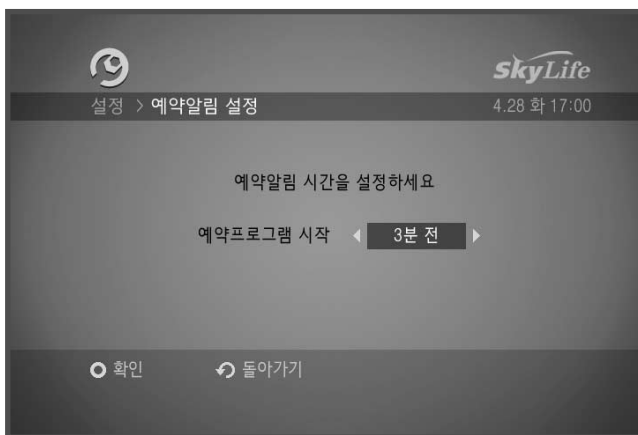 SkyLife
설정 > 예약알림 설정 4.28 화 17:00
예약알림 시간을 설정하세요
예약프로그램 시작 3분 전
확인 돌아가기